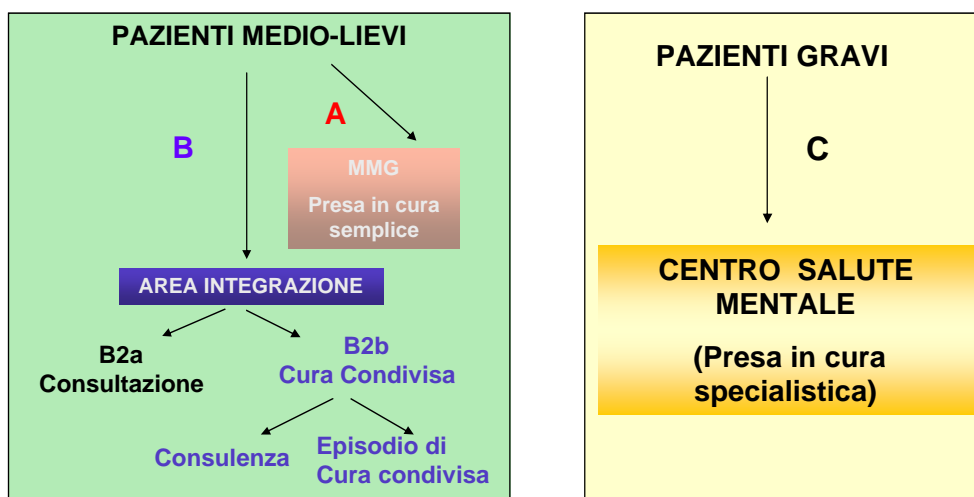 PAZIENTI MEDIO-LIEVI
A
B
MMG
Presa in cura
semplice
AREA INTEGRAZIONE
B2a
Consultazione
B2b
Cura Condivisa
Consulenza
Episodio di
Cura condivisa
PAZIENTI GRAVI
C
CENTRO SALUTE
MENTALE
(Presa in cura
specialistica)